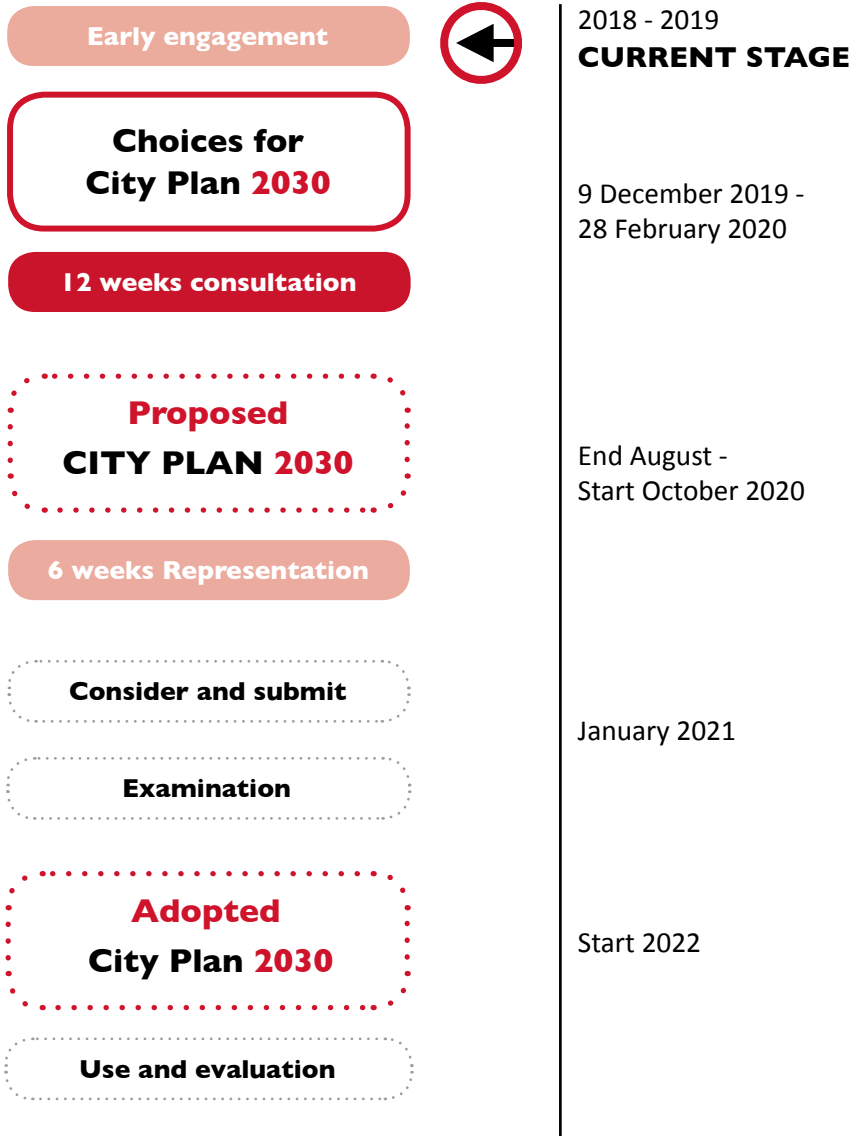 Early engagement
2018 - 2019
CURRENT STAGE
Choices for
City Plan 2030
9 December 2019 -
28 February 2020
12 weeks consultation
Proposed
CITY PLAN 2030
End August -
Start October 2020
6 weeks Representation
Consider and submit
January 2021
Examination
Adopted
City Plan 2030
Start 2022
Use and evaluation